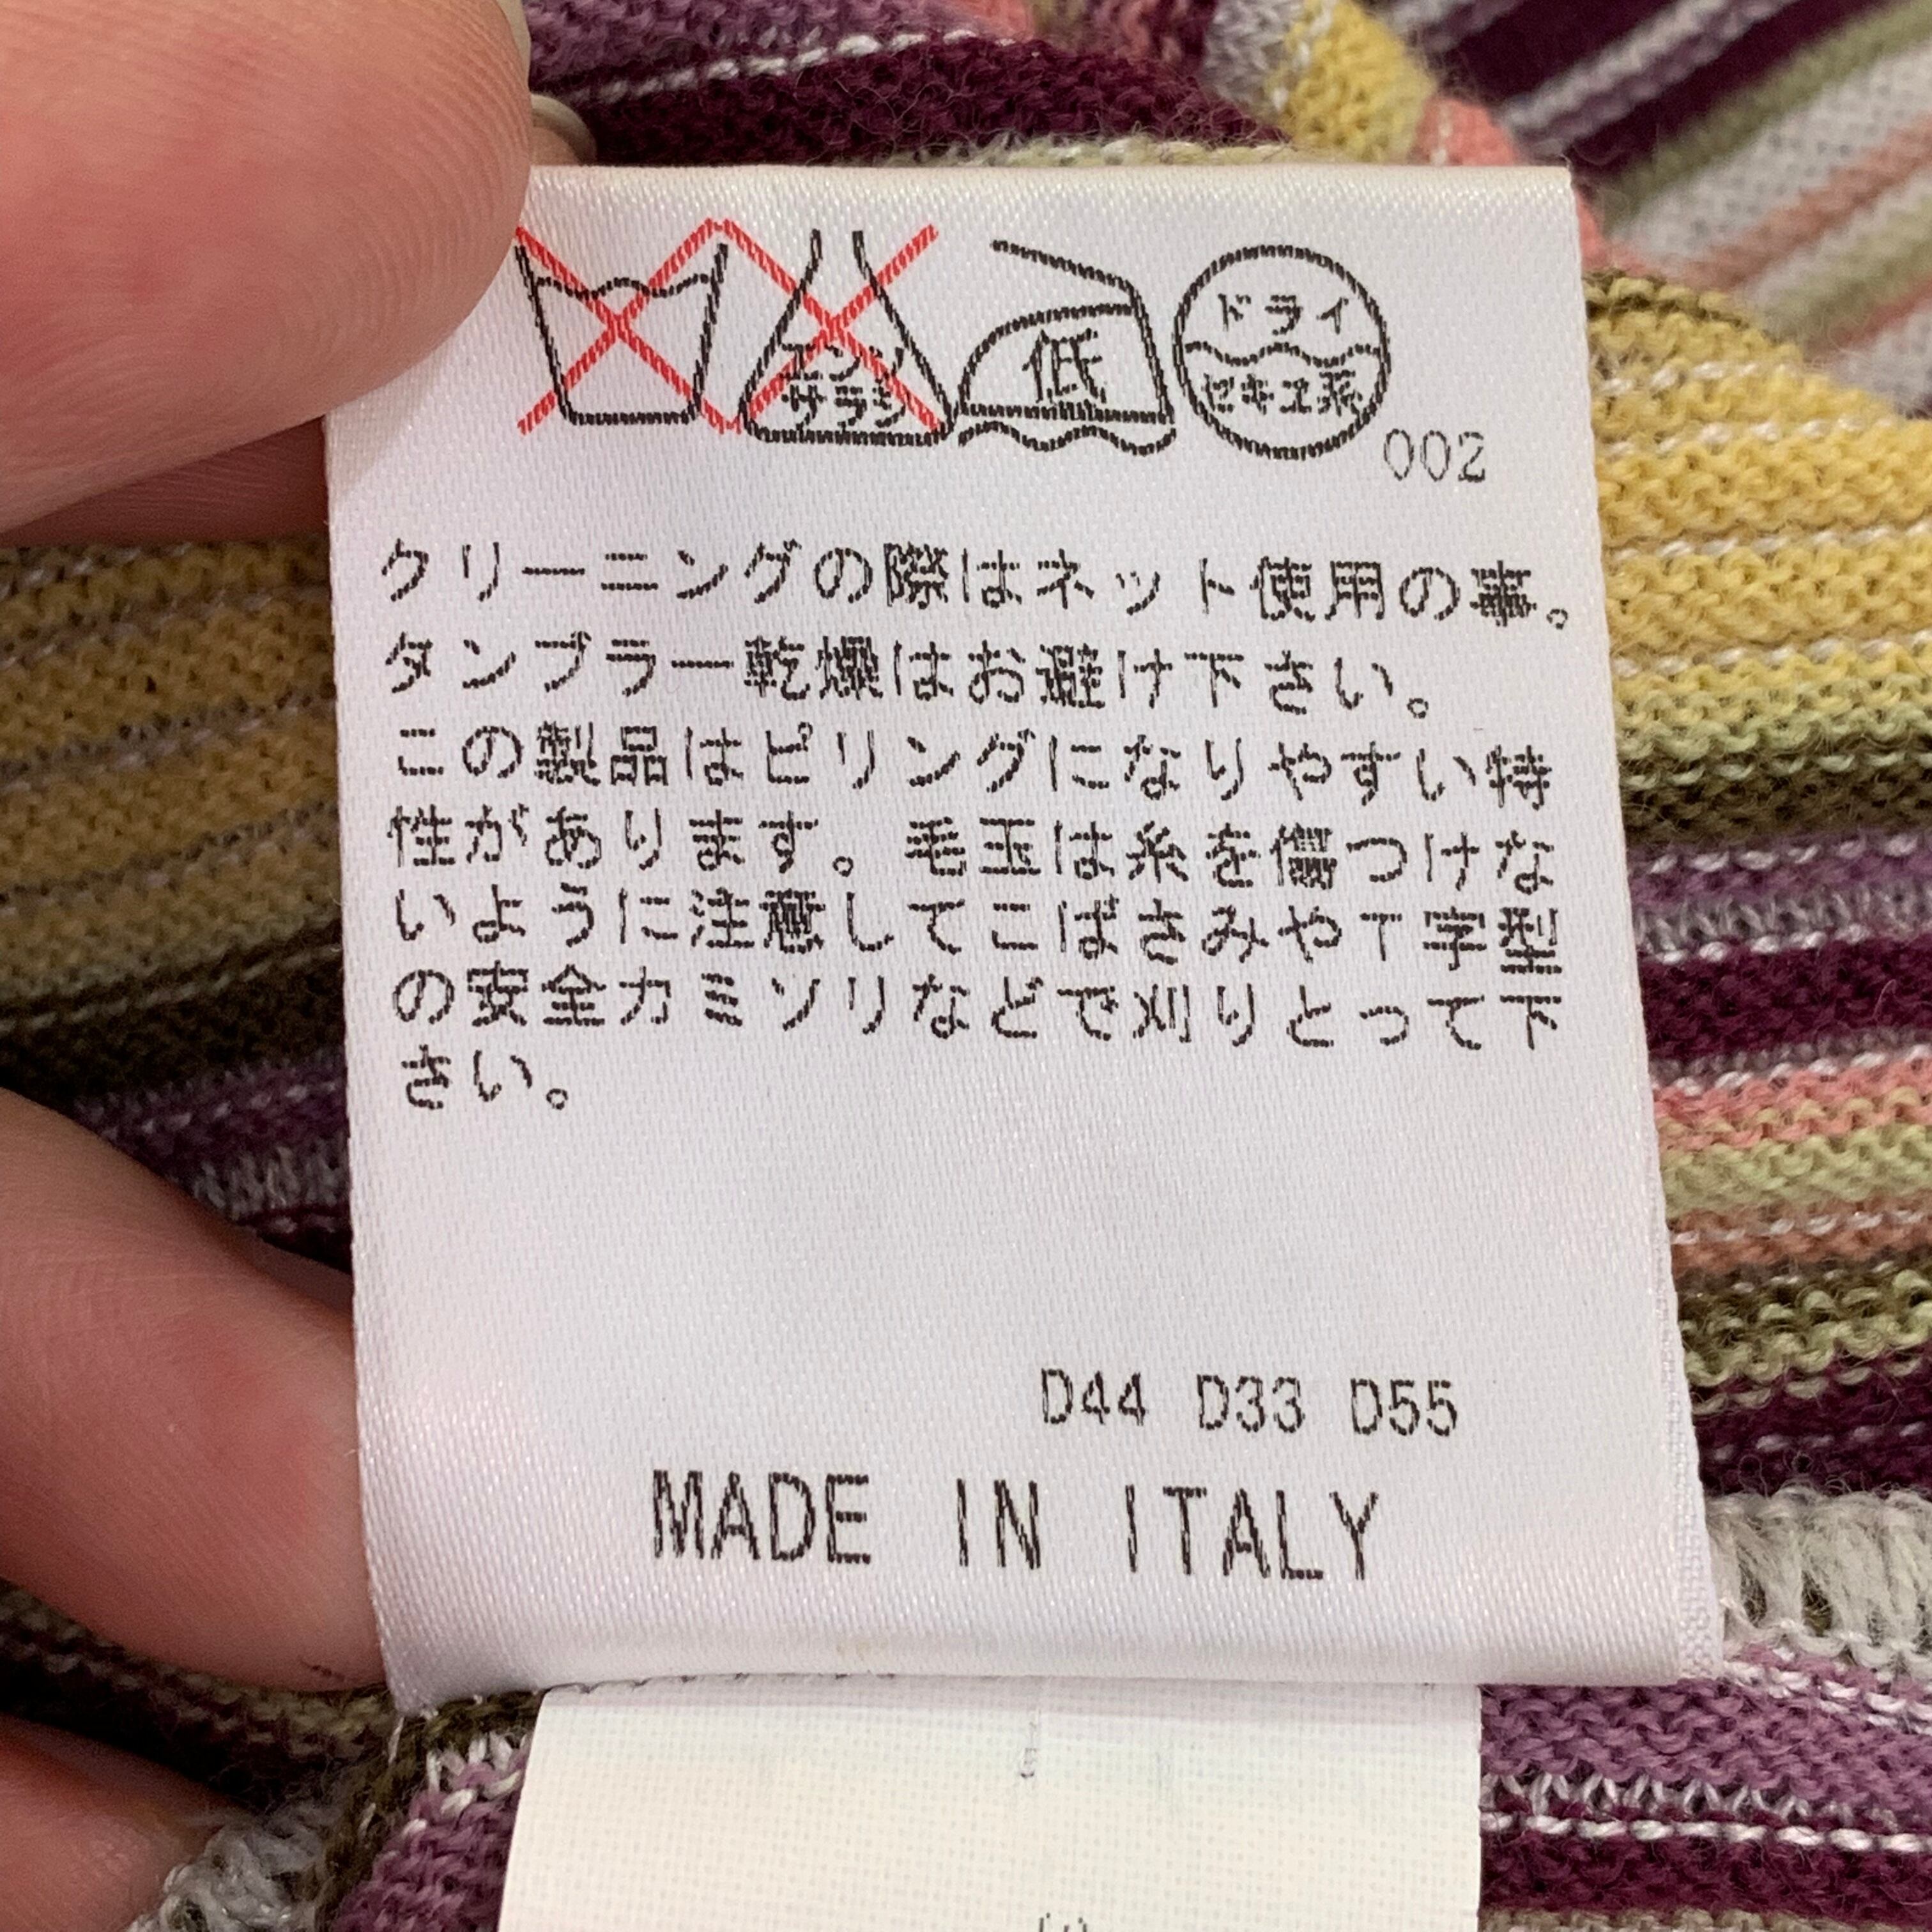 エンソ
サラシ
低
ドライ
セキユ系
002
クリーニングの際はネット使用の事。
タンブラー乾燥はお避け下さい。
この製品はピリングになりやすい特
性があります。毛玉は糸を傷つけな
いように注意してこばさみやT字型
の安全カミソリなどで刈りとって下
さい。
D44 D33 D55
MADE IN ITALY